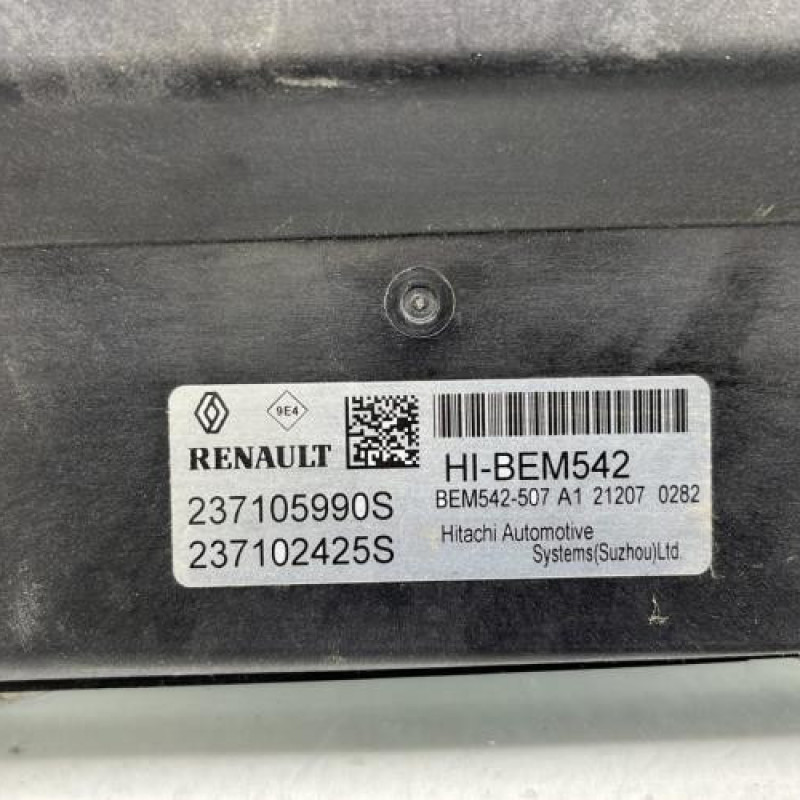 9E4
RENAULT
237105990S
237102425S
HI-BEM542
BEM542-507 A1 21207 0282
Hitachi Automotive
Systems(Suzhou)Ltd.